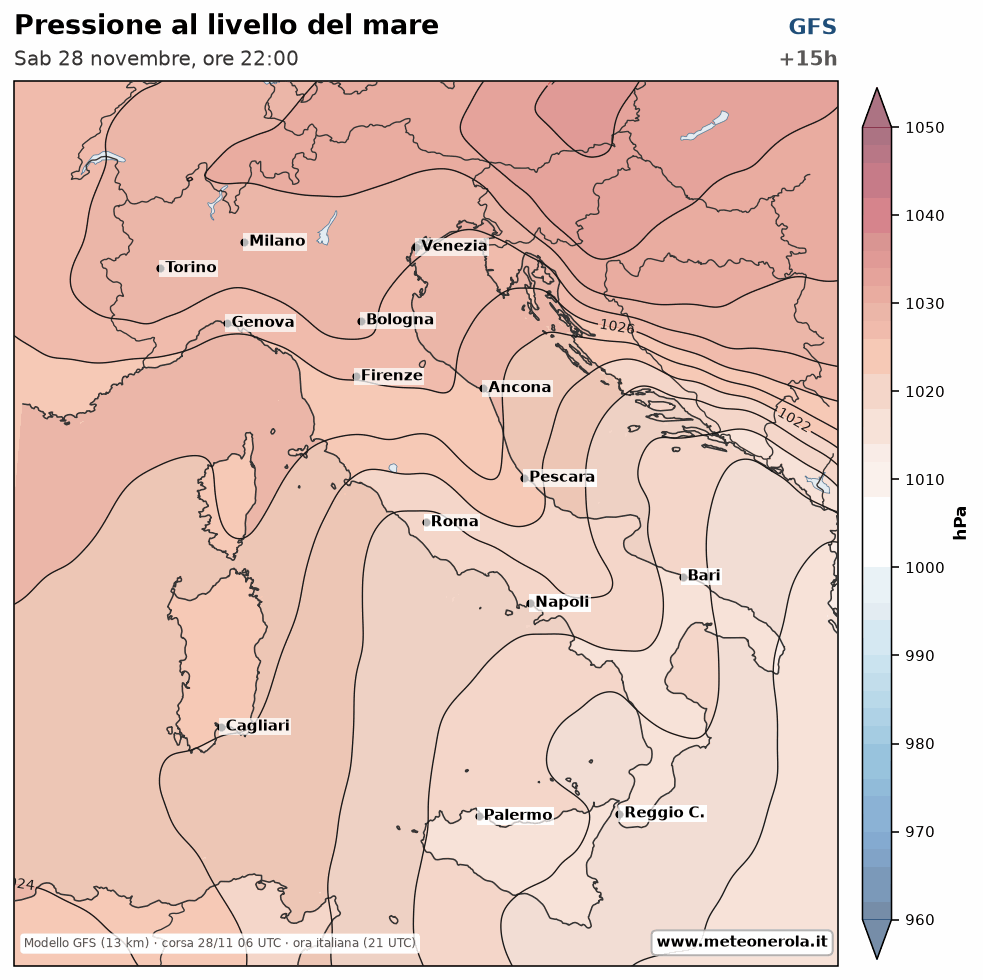 Pressione al livello del mare
GFS
Sab 28 novembre, ore 22:00
+15h
1050
1040
1030
1020
1010
1000
990
980
970
960
hPa
Milano
Venezia
Torino
Genova
Bologna
1026
Firenze
Ancona
1022
Pescara
Roma
Bari
Napoli
Cagliari
Palermo
Reggio C.
24
Modello GFS (13 km) · corsa 28/11 06 UTC · ora italiana (21 UTC)
www.meteonerola.it